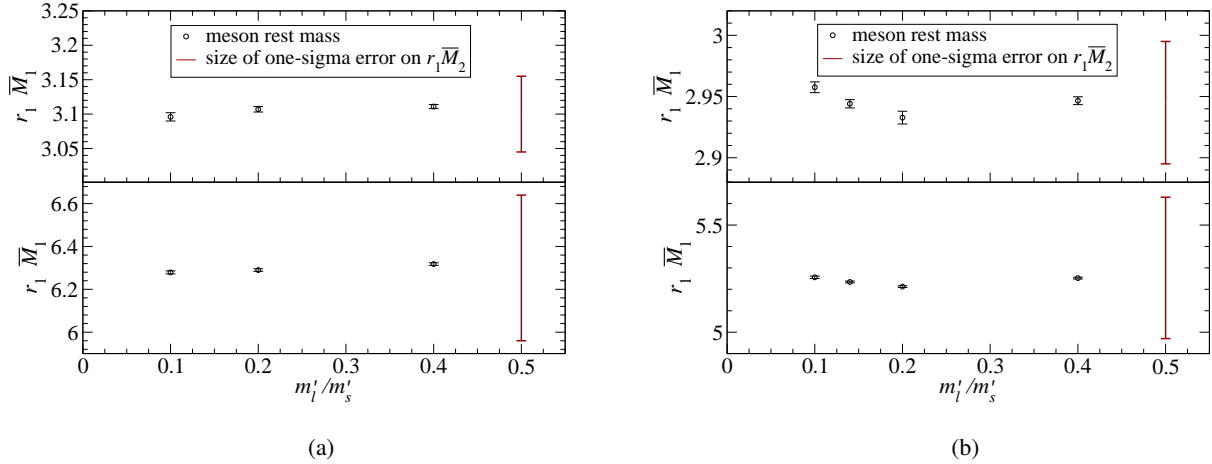 3.25
3.2
3.15
3.1
3.05
r₁ M̅₁
meson rest mass
size of one-sigma error on r₁M̅₂
6.6
6.4
6.2
6
r₁ M̅₁
0 0.1 0.2 0.3 0.4 0.5
m′ₗ/m′ₛ
(a)
3
2.95
2.9
r₁ M̅₁
meson rest mass
size of one-sigma error on r₁M̅₂
5.5
5
r₁ M̅₁
0 0.1 0.2 0.3 0.4 0.5
m′ₗ/m′ₛ
(b)